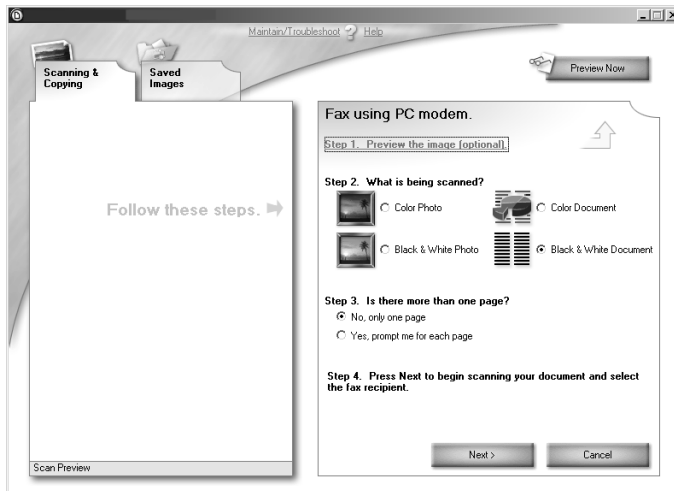 Maintain/Troubleshoot ? Help
Scanning &
Copying
Saved
Images
Preview Now
Follow these steps.
Scan Preview
Fax using PC modem.
Step 1. Preview the image (optional).
Step 2. What is being scanned?
Color Photo
Color Document
Black & White Photo
Black & White Document
Step 3. Is there more than one page?
No, only one page
Yes, prompt me for each page
Step 4. Press Next to begin scanning your document and select
the fax recipient.
Next >
Cancel